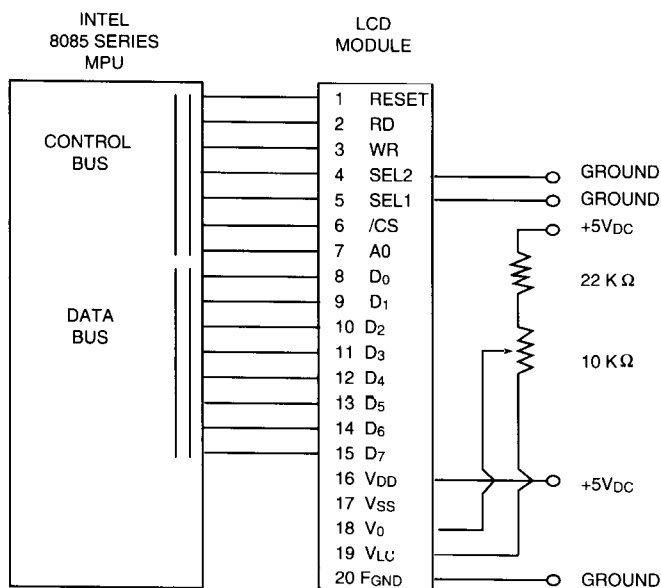 INTEL
8085 SERIES
MPU
LCD
MODULE
CONTROL
BUS
DATA
BUS
1 RESET
2 RD
3 WR
4 SEL2
5 SEL1
6 /CS
7 A0
8 D0
9 D1
10 D2
11 D3
12 D4
13 D5
14 D6
15 D7
16 VDD
17 VSS
18 V0
19 VLC
20 FGND
GROUND
GROUND
+5VDC
22 K Ω
10 K Ω
+5VDC
GROUND